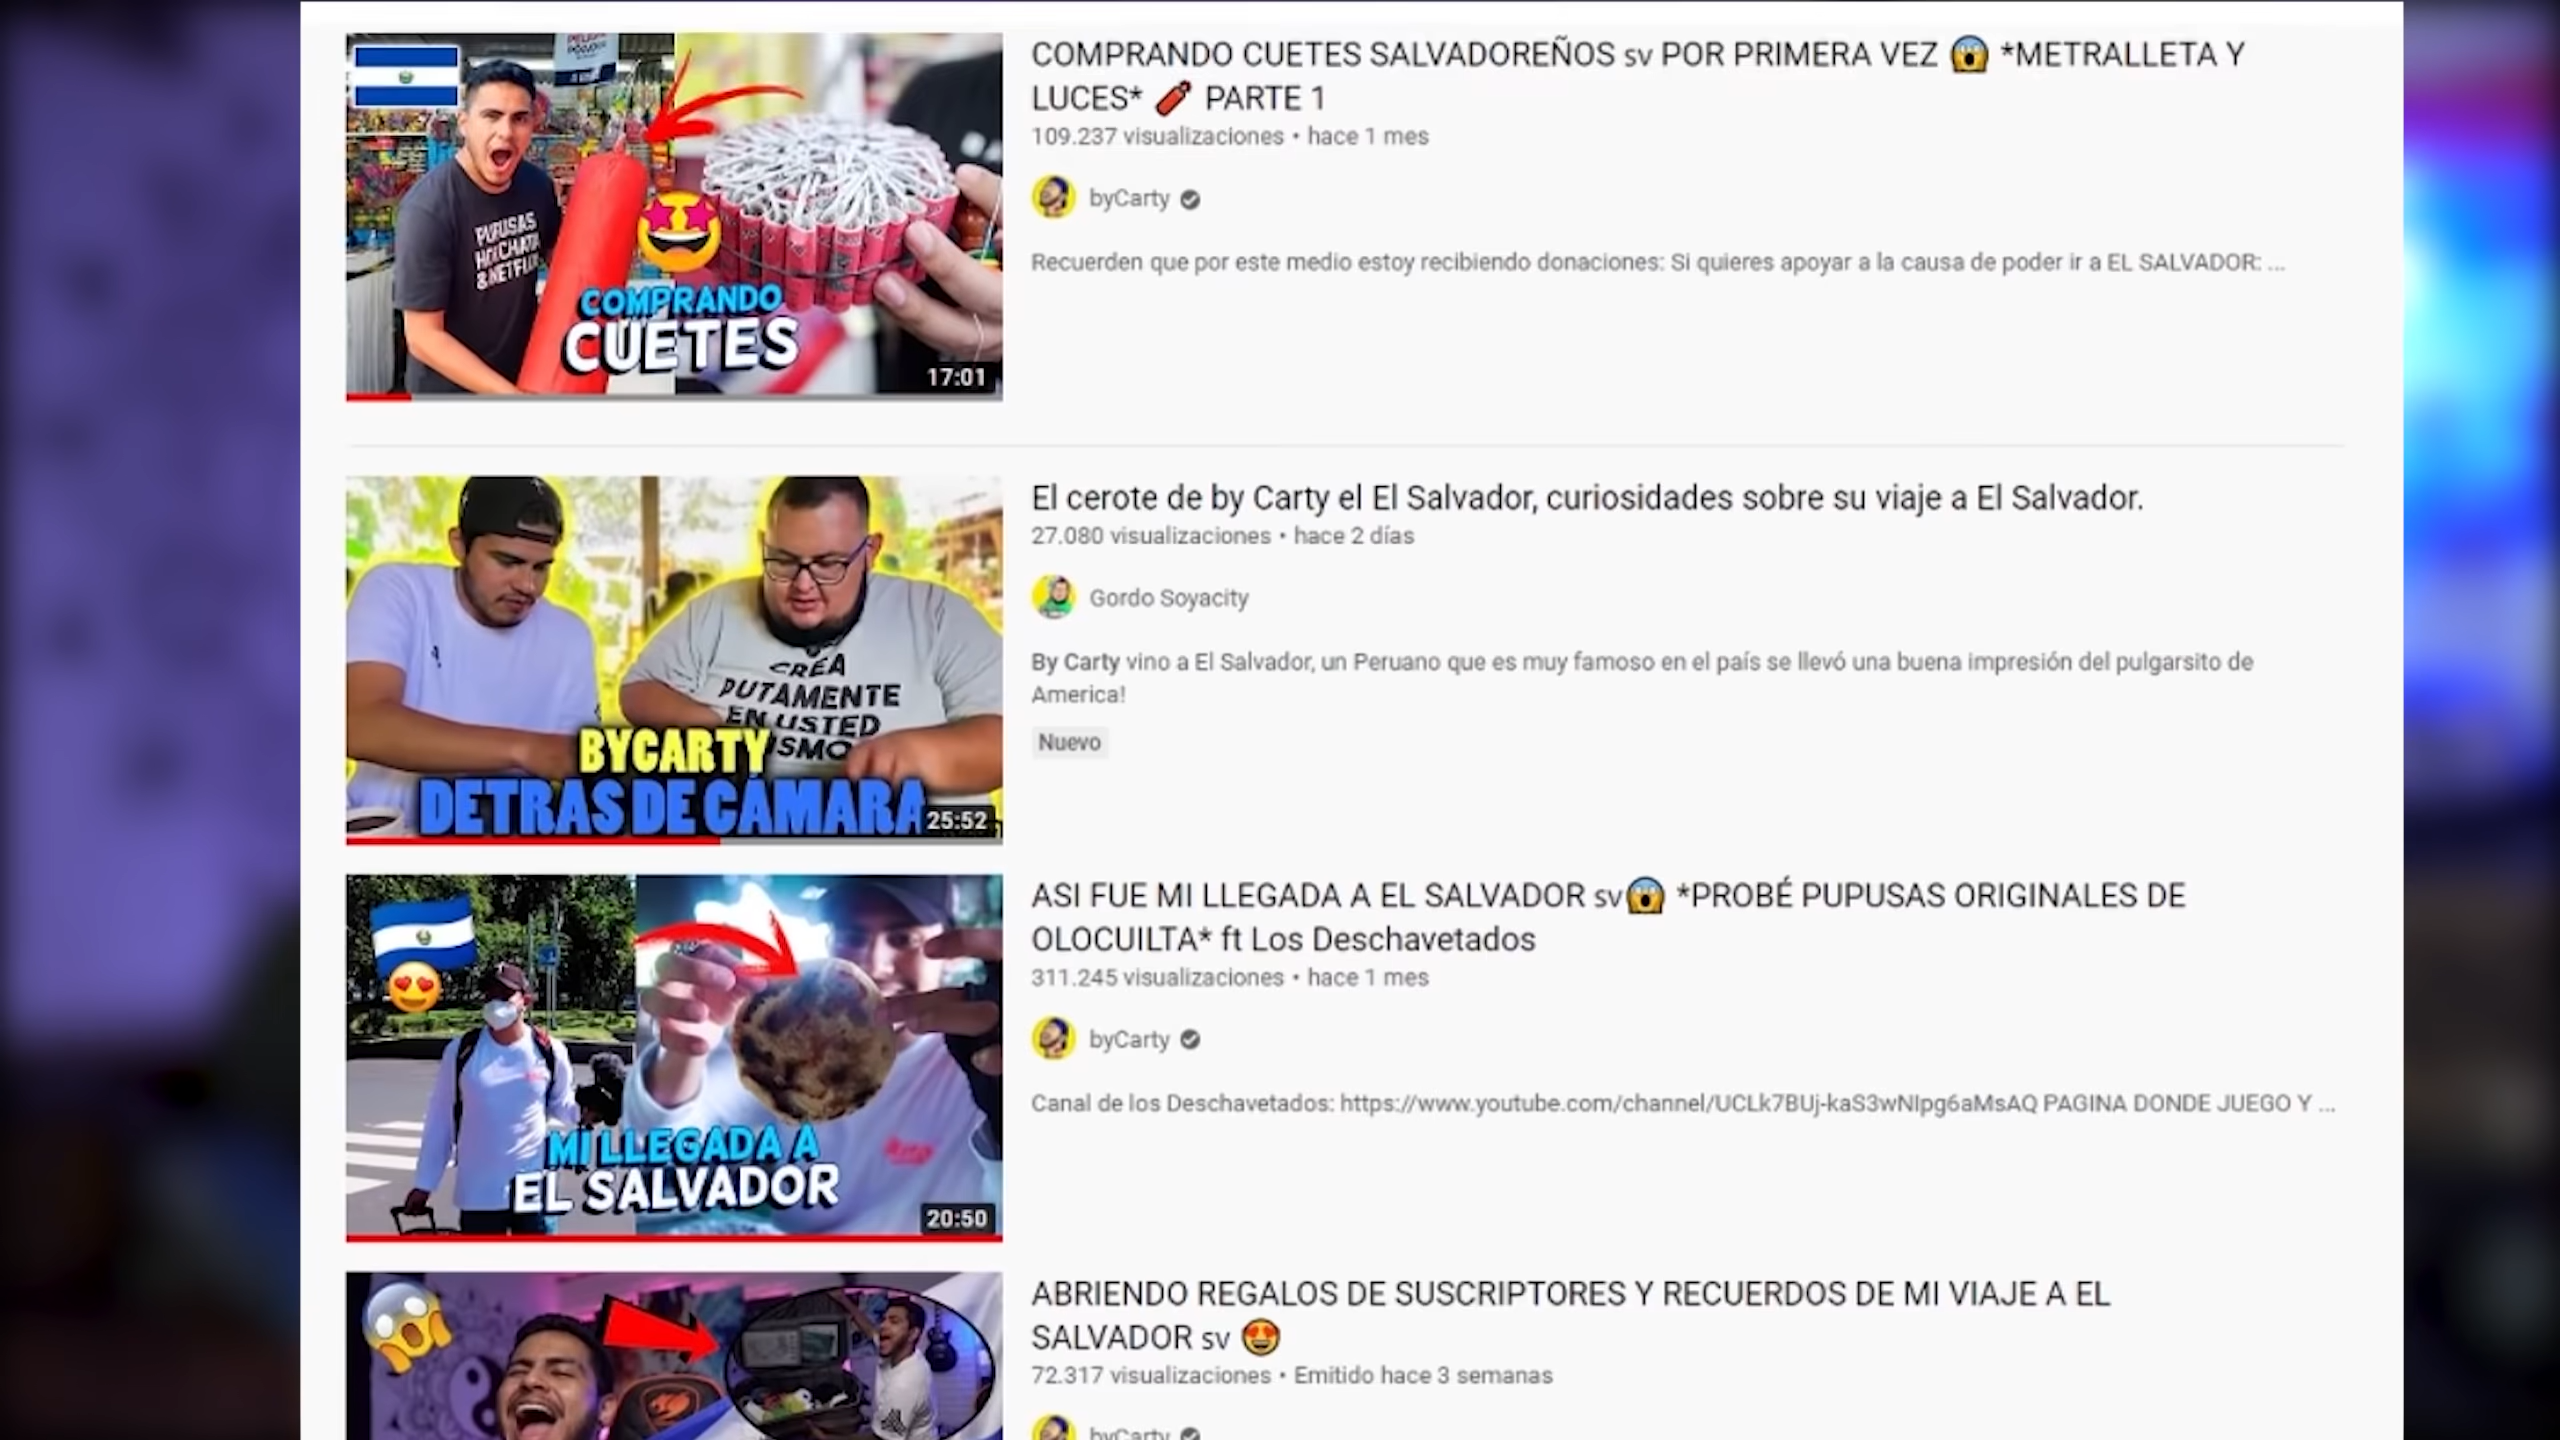 COMPRANDO CUETES SALVADOREÑOS sv POR PRIMERA VEZ 😱 *METRALLETA Y
LUCES* 🧨 PARTE 1
109.237 visualizaciones • hace 1 mes
byCarty
Recuerden que por este medio estoy recibiendo donaciones: Si quieres apoyar a la causa de poder ir a EL SALVADOR: ...
PUPUSAS
HORCHATA
& NETFLIX
COMPRANDO
CUETES
17:01
El cerote de by Carty el El Salvador, curiosidades sobre su viaje a El Salvador.
27.080 visualizaciones • hace 2 días
Gordo Soyacity
By Carty vino a El Salvador, un Peruano que es muy famoso en el país se llevó una buena impresión del pulgarsito de
America!
Nuevo
CREA
PUTAMENTE
EN USTED
ISMO
BYCARTY
DETRAS DE CÁMARA
25:52
ASI FUE MI LLEGADA A EL SALVADOR sv😱 *PROBÉ PUPUSAS ORIGINALES DE
OLOCUILTA* ft Los Deschavetados
311.245 visualizaciones • hace 1 mes
byCarty
Canal de los Deschavetados: https://www.youtube.com/channel/UCLk7BUj-kaS3wNIpg6aMsAQ PAGINA DONDE JUEGO Y ...
MI LLEGADA A
EL SALVADOR
20:50
ABRIENDO REGALOS DE SUSCRIPTORES Y RECUERDOS DE MI VIAJE A EL
SALVADOR sv 😍
72.317 visualizaciones • Emitido hace 3 semanas
byCarty